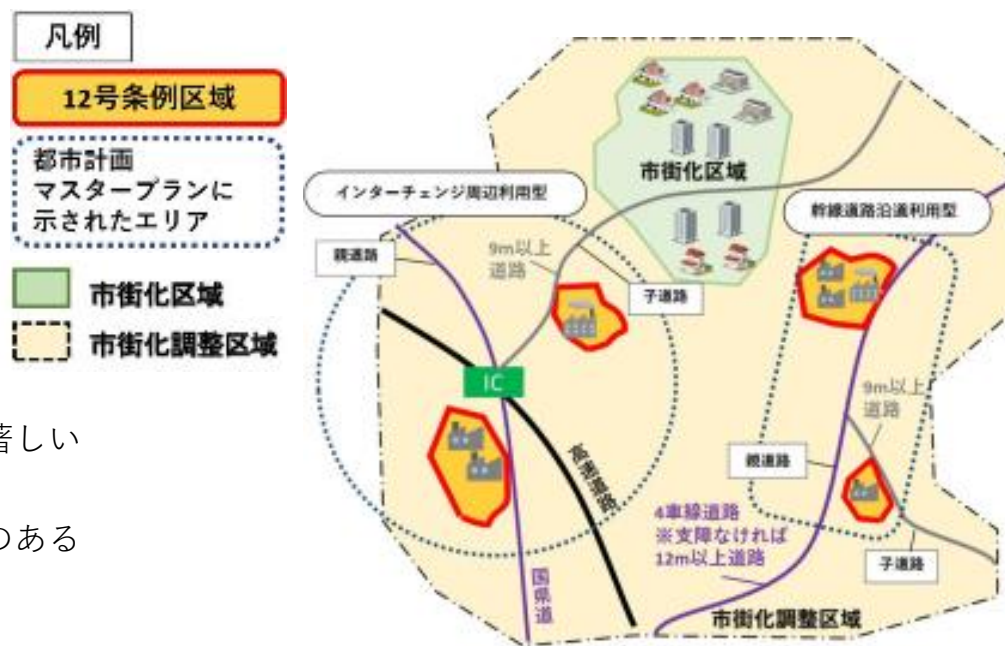 凡例
12号条例区域
都市計画
マスタープランに
示されたエリア
市街化区域
市街化調整区域
著しい
のある
市街化区域
インターチェンジ周辺利用型
幹線道路沿道利用型
親道路
9m以上
道路
子道路
IC
高速道路
国県道
9m以上
道路
親道路
4車線道路
※支障なければ
12m以上道路
子道路
市街化調整区域